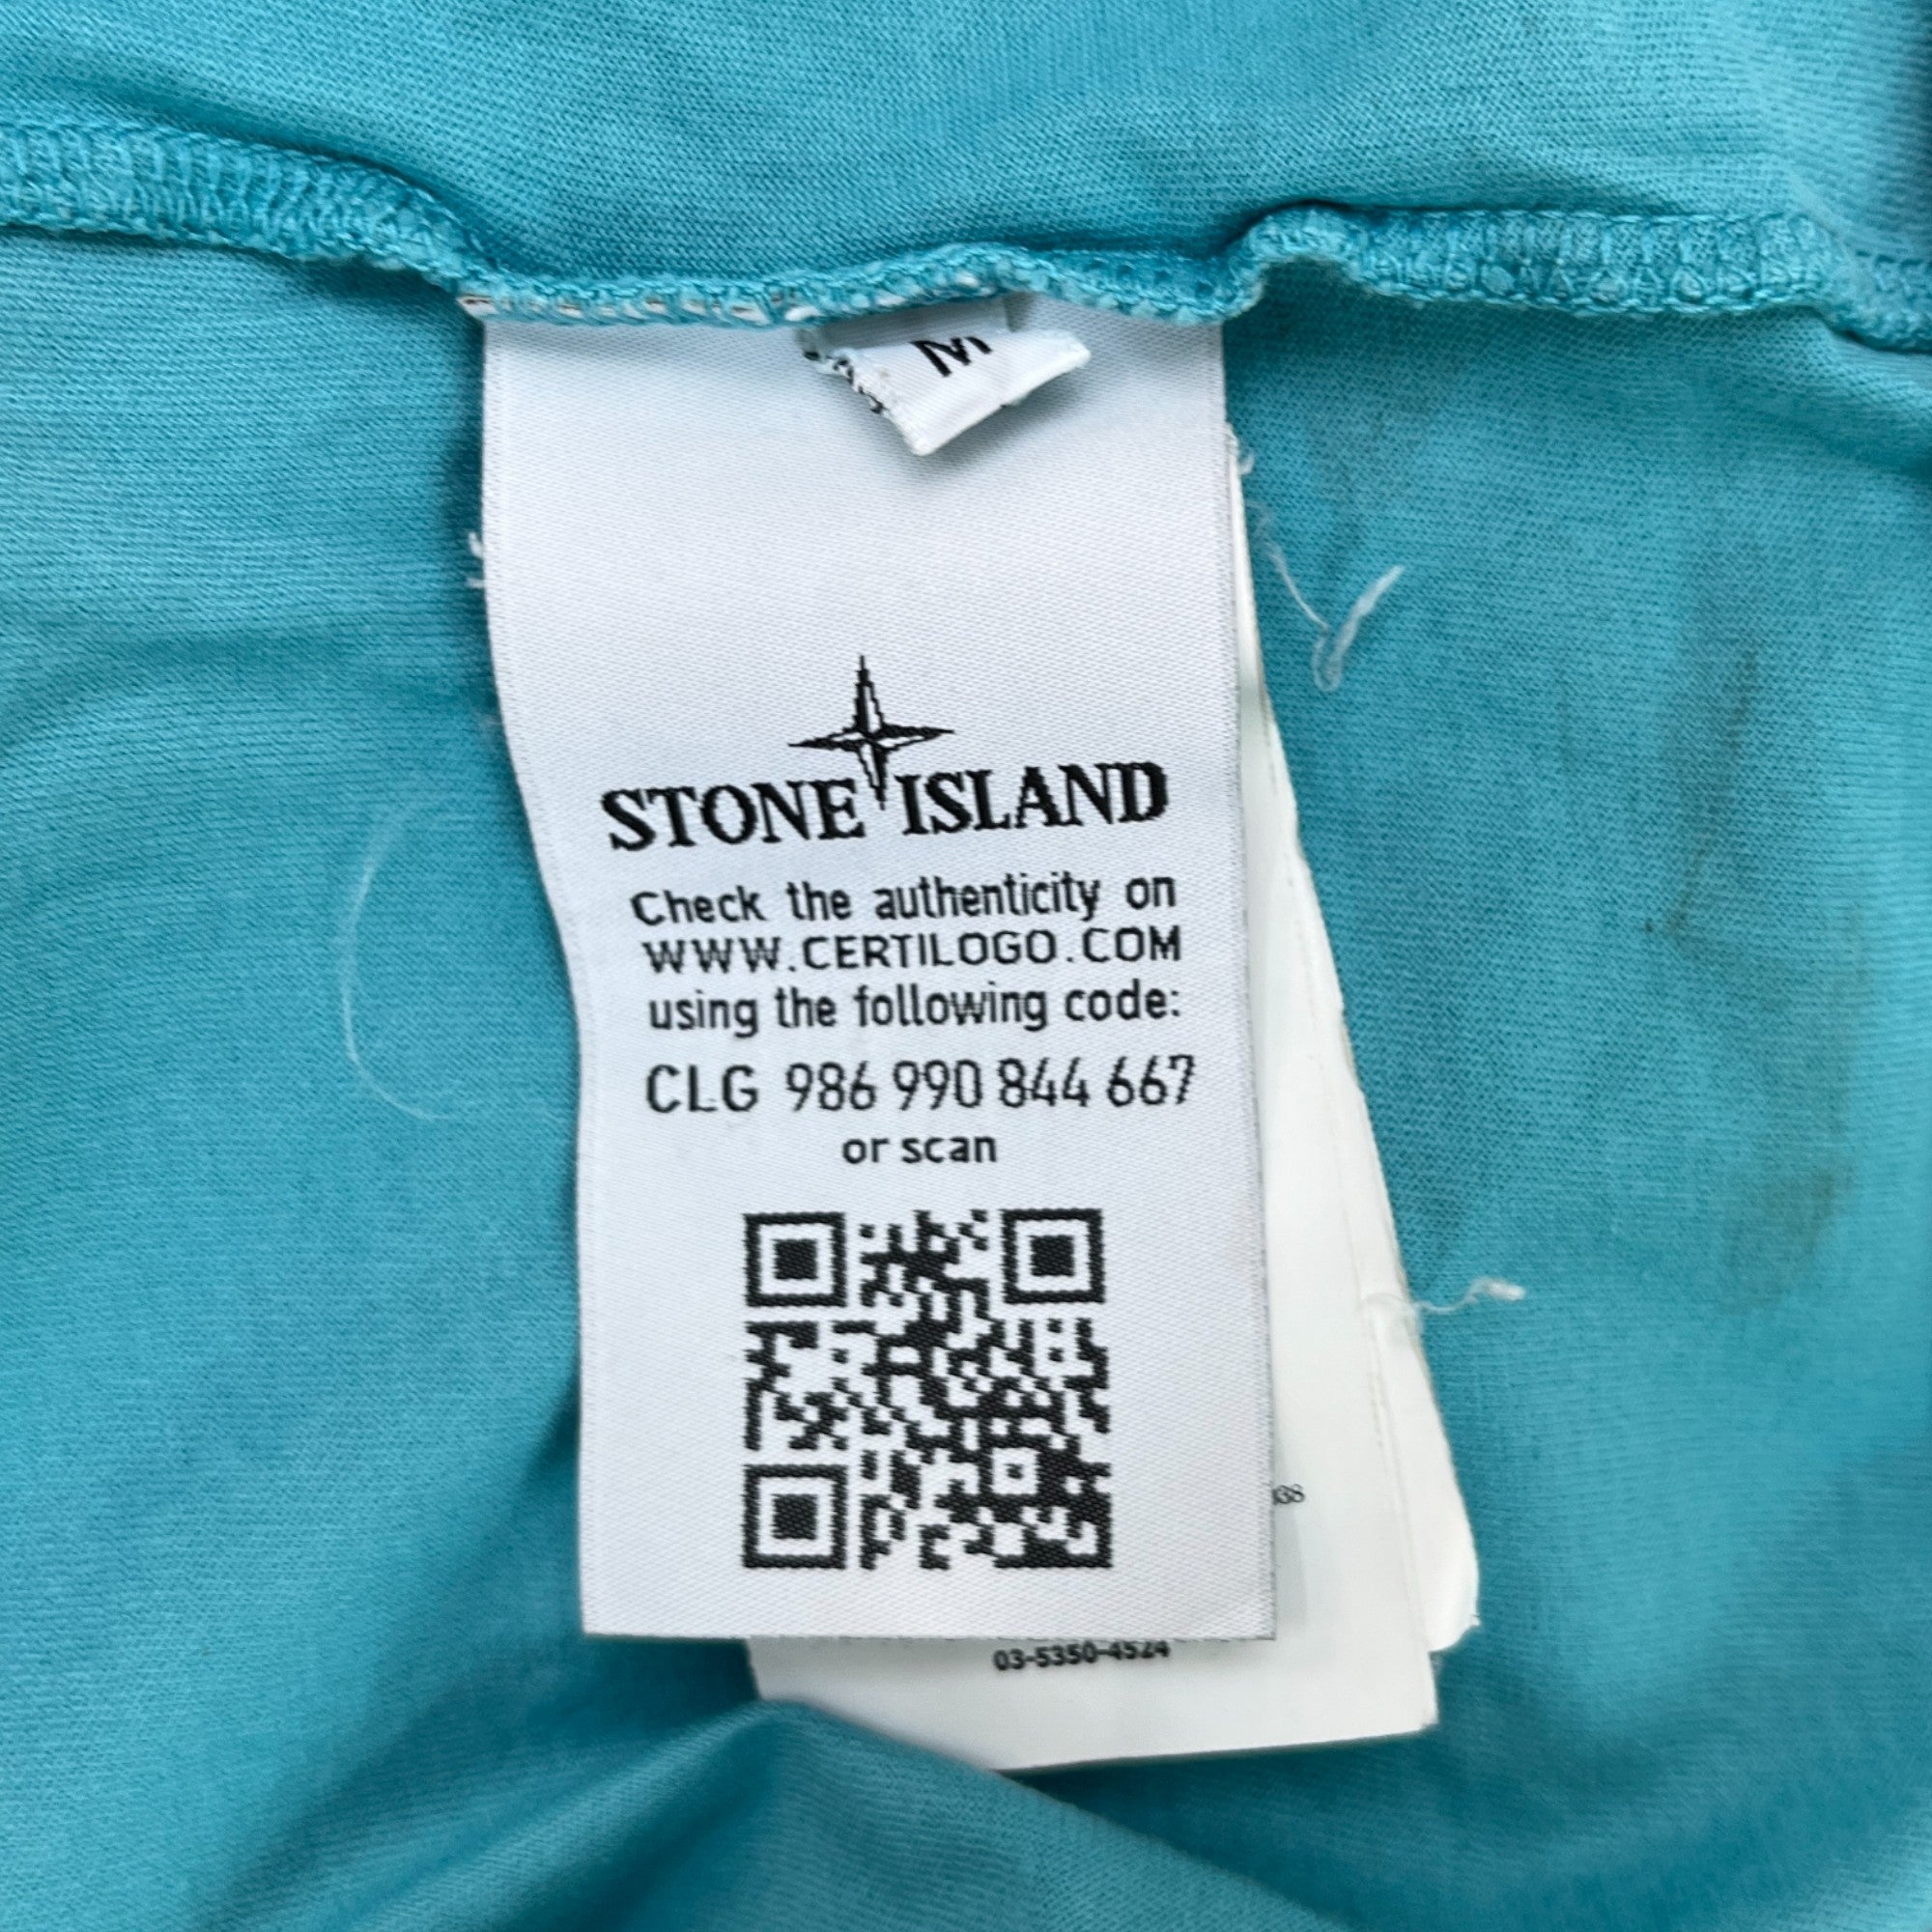 M
STONE ISLAND
Check the authenticity on
WWW.CERTILOGO.COM
using the following code:
CLG 986 990 844 667
or scan
38
03-5350-4524